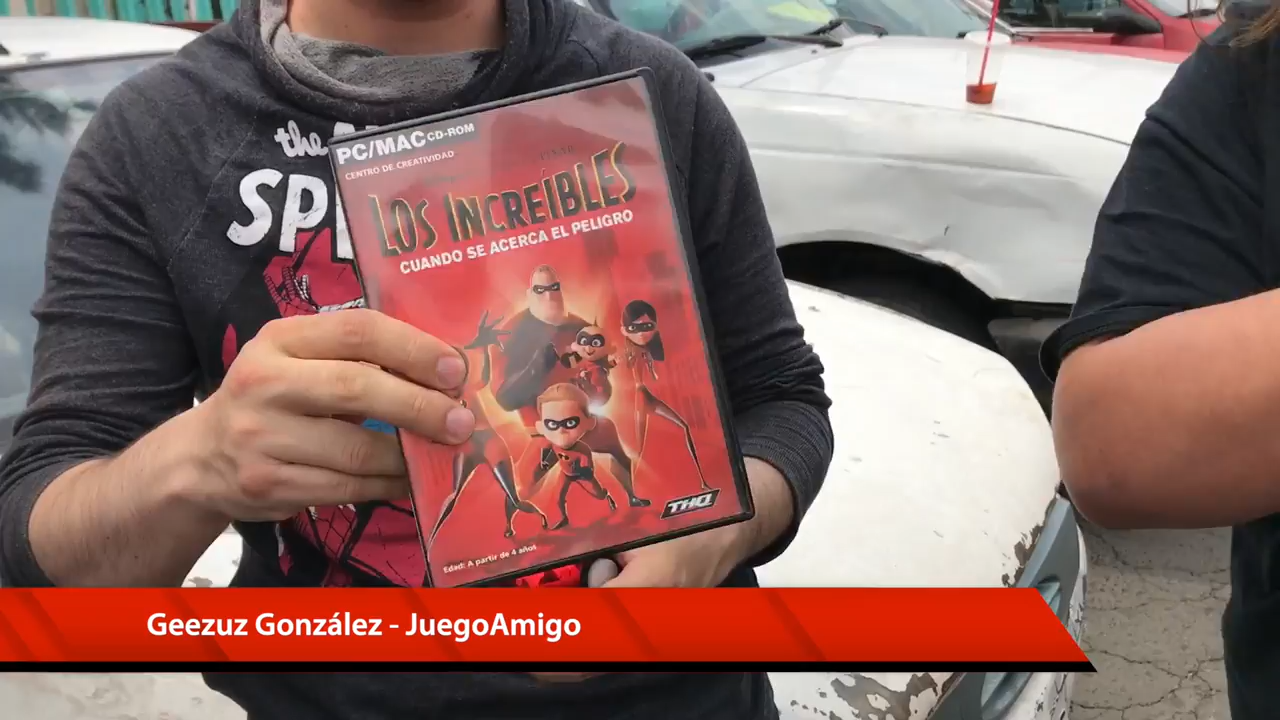 the
SP
PC/MAC CD-ROM
CENTRO DE CREATIVIDAD
PIXAR
LOS INCREÍBLES
CUANDO SE ACERCA EL PELIGRO
THQ
Edad: A partir de 4 años
Geezuz González - JuegoAmigo